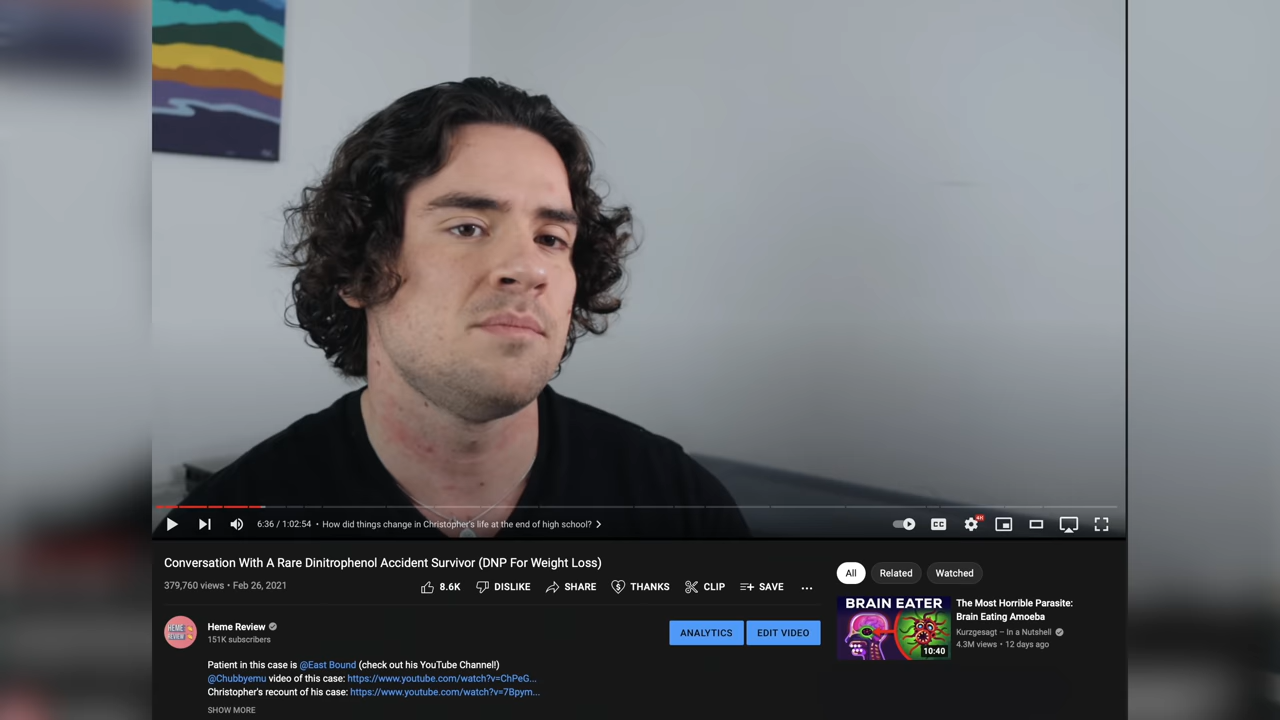 6:36 / 1:02:54 • How did things change in Christopher's life at the end of high school?
CC
4K
Conversation With A Rare Dinitrophenol Accident Survivor (DNP For Weight Loss)
379,760 views • Feb 26, 2021
8.6K DISLIKE SHARE THANKS CLIP SAVE ...
All Related Watched
HEME REVIEW
Heme Review
151K subscribers
ANALYTICS EDIT VIDEO
Patient in this case is @East Bound (check out his YouTube Channel!)
@Chubbyemu video of this case: https://www.youtube.com/watch?v=ChPeG...
Christopher's recount of his case: https://www.youtube.com/watch?v=7Bpym...
SHOW MORE
BRAIN EATER
10:40
The Most Horrible Parasite:
Brain Eating Amoeba
Kurzgesagt – In a Nutshell
4.3M views • 12 days ago